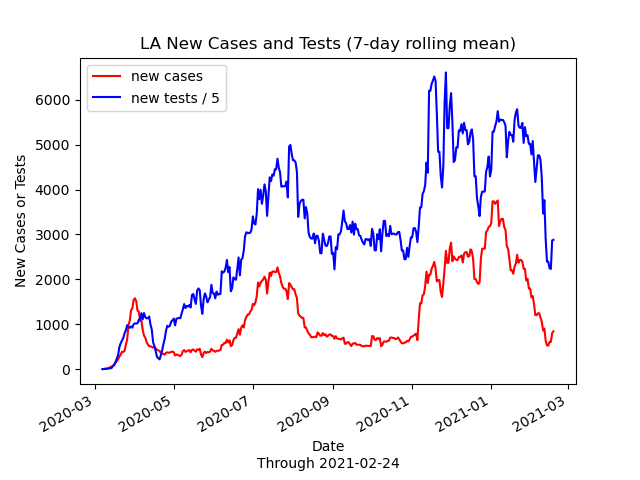 LA New Cases and Tests (7-day rolling mean)
new cases
new tests / 5
New Cases or Tests
6000
5000
4000
3000
2000
1000
0
2020-03
2020-05
2020-07
2020-09
2020-11
2021-01
2021-03
Date
Through 2021-02-24